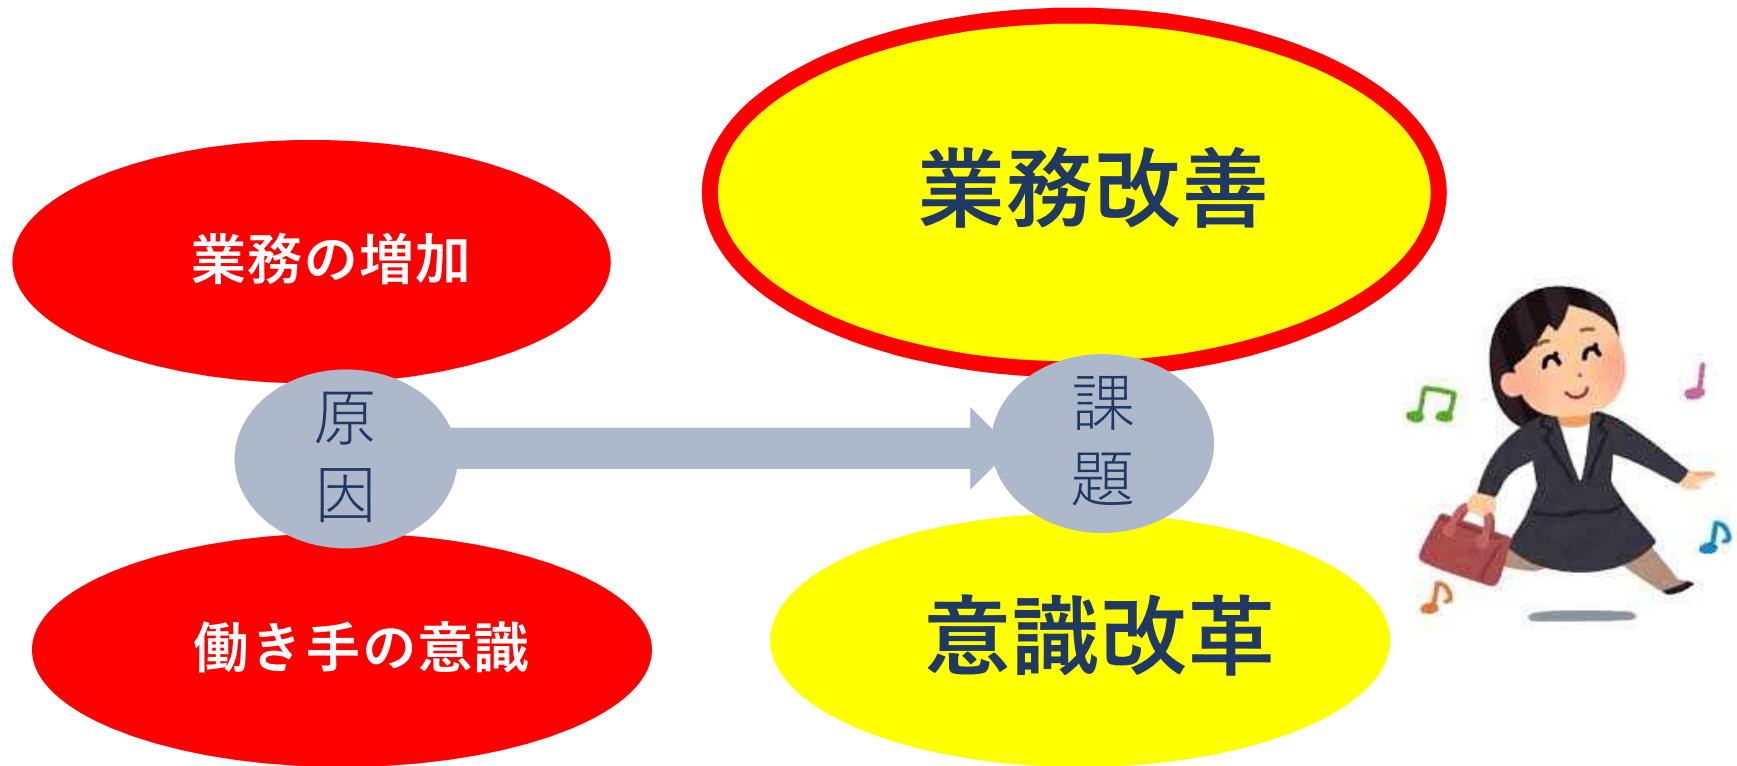 業務の増加
原
因
働き手の意識
業務改善
課
題
意識改革